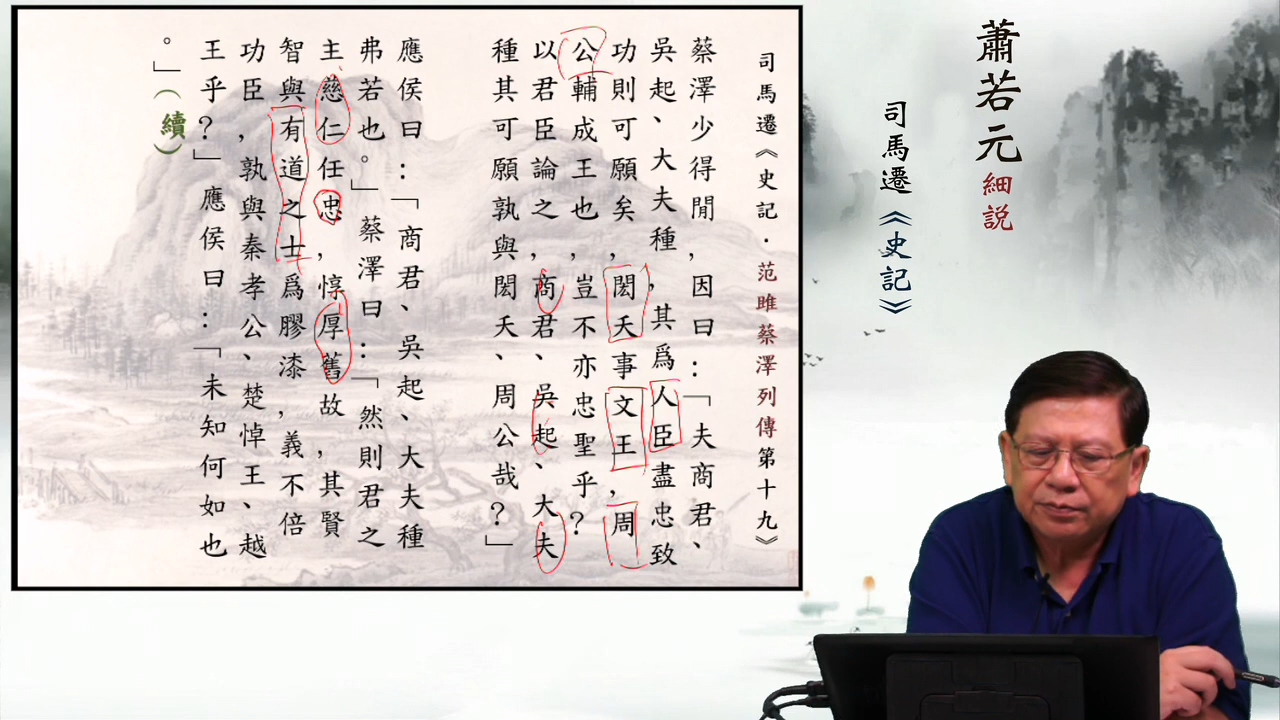 蕭若元細説
司馬遷《史記》
司馬遷《史記．范雎蔡澤列傳第十九》
蔡澤少得閒，因曰：「夫商君、
吳起、大夫種，其爲人臣盡忠致
功則可願矣，閎夭事文王，周
公輔成王也，豈不亦忠聖乎？
以君臣論之，商君、吳起、大夫
種其可願孰與閎夭、周公哉？」
應侯曰：「商君、吳起、大夫種
弗若也。」蔡澤曰：「然則君之
主慈仁任忠，惇厚舊故，其賢
智與有道之士爲膠漆，義不倍
功臣，孰與秦孝公、楚悼王、越
王乎？」應侯曰：「未知何如也
。」（續）